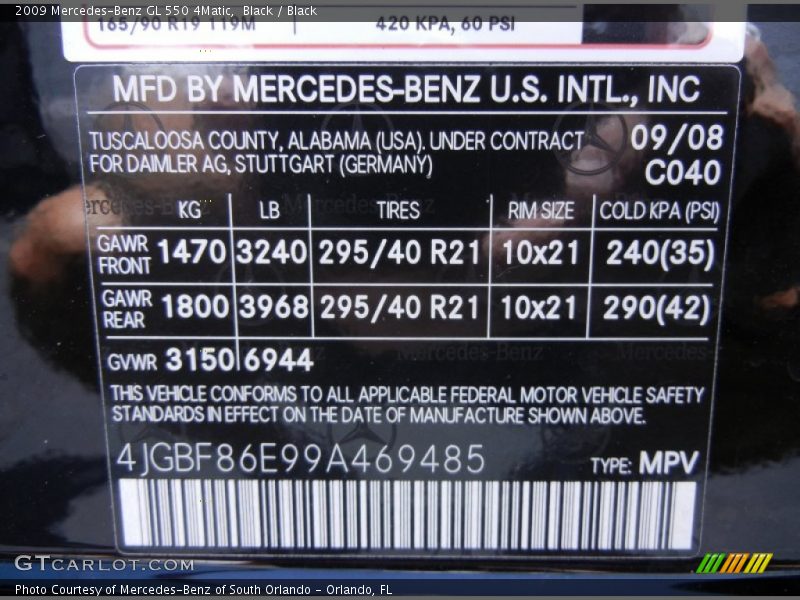 2009 Mercedes-Benz GL 550 4Matic, Black / Black
165/90 R19 119M 420 KPA, 60 PSI
MFD BY MERCEDES-BENZ U.S. INTL., INC
TUSCALOOSA COUNTY, ALABAMA (USA). UNDER CONTRACT 09/08
FOR DAIMLER AG, STUTTGART (GERMANY) C040
KG LB TIRES RIM SIZE COLD KPA (PSI)
GAWR FRONT 1470 3240 295/40 R21 10x21 240(35)
GAWR REAR 1800 3968 295/40 R21 10x21 290(42)
GVWR 3150 6944
THIS VEHICLE CONFORMS TO ALL APPLICABLE FEDERAL MOTOR VEHICLE SAFETY
STANDARDS IN EFFECT ON THE DATE OF MANUFACTURE SHOWN ABOVE.
4JGBF86E99A469485 TYPE: MPV
GTCARLOT.COM
Photo Courtesy of Mercedes-Benz of South Orlando - Orlando, FL